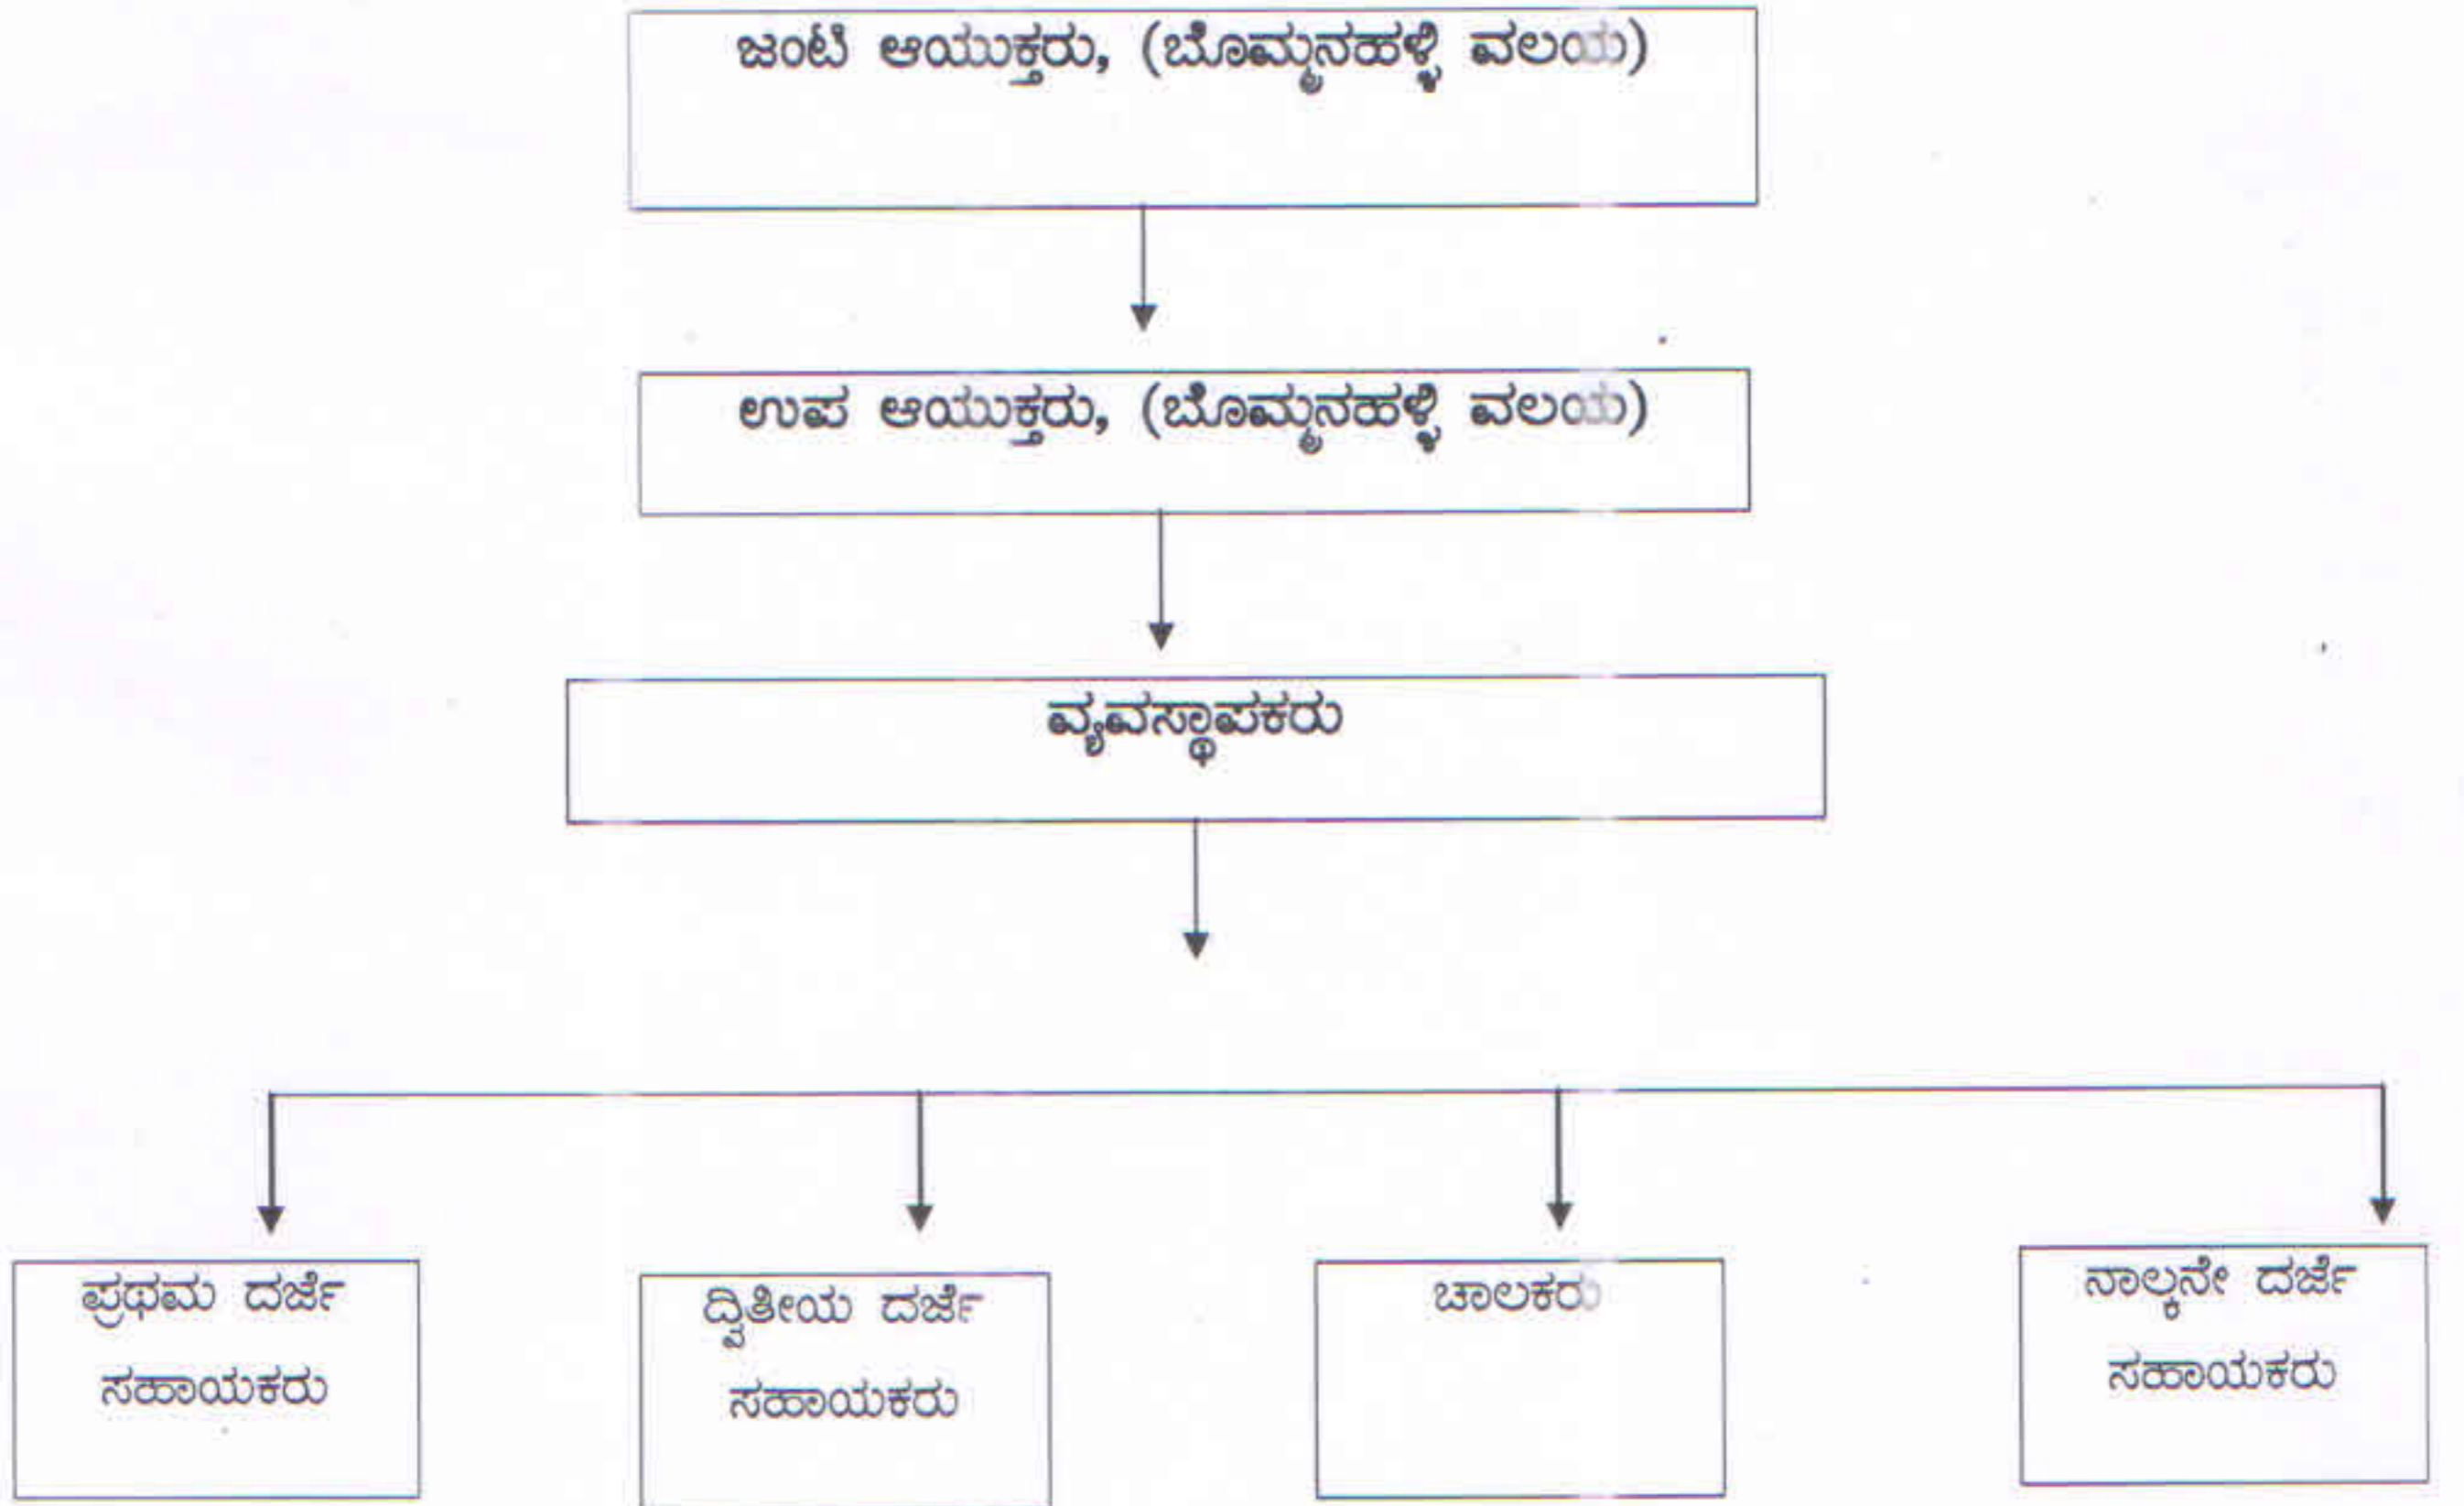 ಜಂಟಿ ಆಯುಕ್ತರು, (ಬೊಮ್ಮನಹಳ್ಳಿ ವಲಯ)
ಉಪ ಆಯುಕ್ತರು, (ಬೊಮ್ಮನಹಳ್ಳಿ ವಲಯ)
ವ್ಯವಸ್ಥಾಪಕರು
ಪ್ರಥಮ ದರ್ಜೆ
ಸಹಾಯಕರು
ದ್ವಿತೀಯ ದರ್ಜೆ
ಸಹಾಯಕರು
ಚಾಲಕರು
ನಾಲ್ಕನೇ ದರ್ಜೆ
ಸಹಾಯಕರು